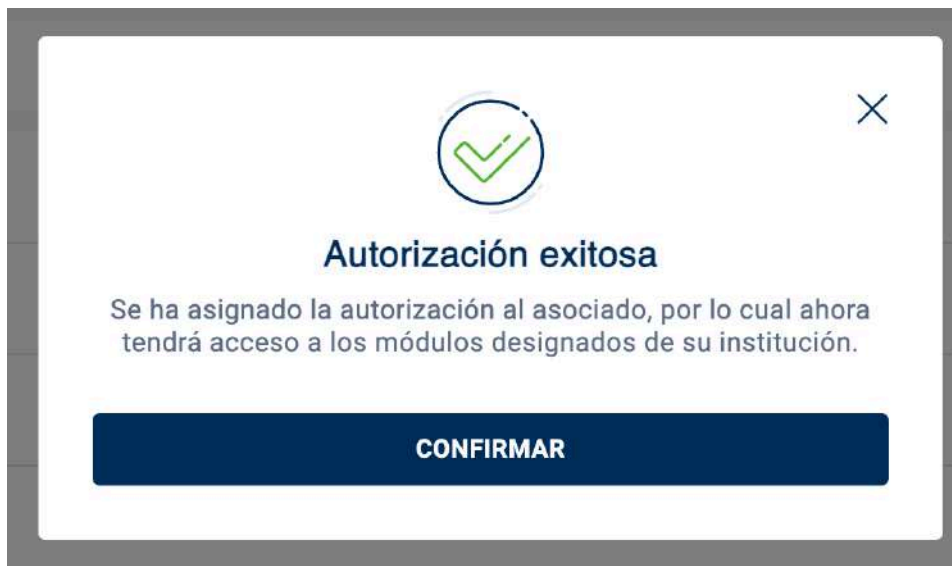 Autorización exitosa
Se ha asignado la autorización al asociado, por lo cual ahora
tendrá acceso a los módulos designados de su institución.
CONFIRMAR